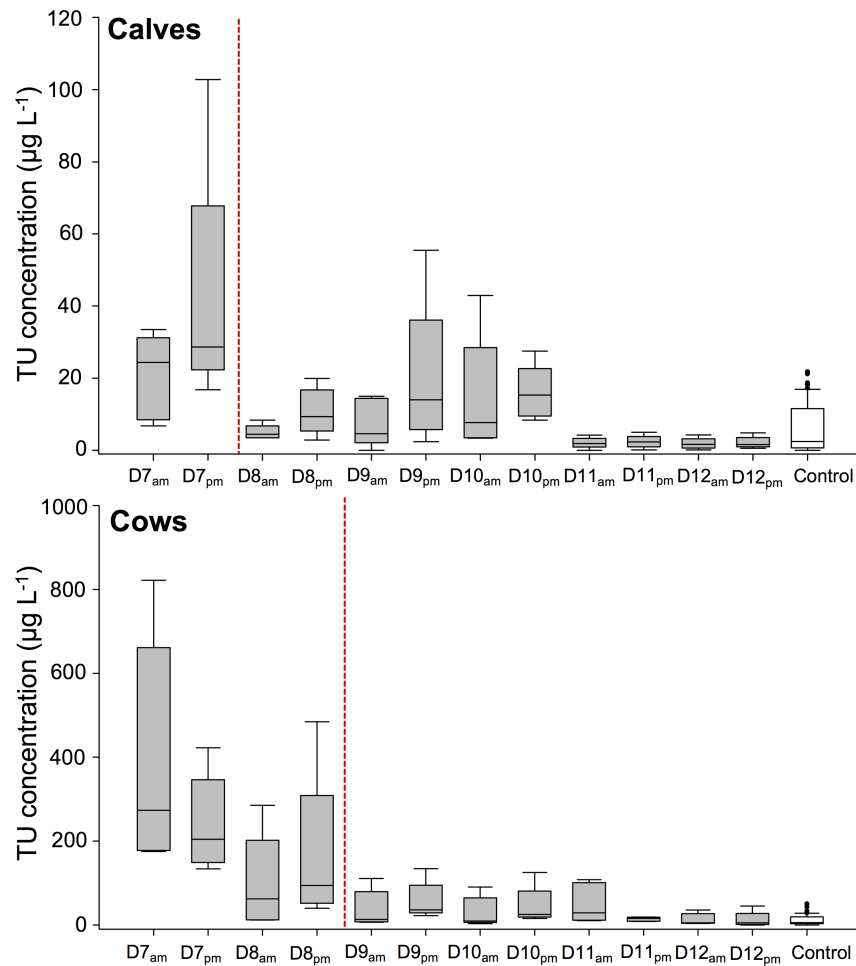 Calves
TU concentration (µg L⁻¹)
120
100
80
60
40
20
0
D7am D7pm D8am D8pm D9am D9pm D10am D10pm D11am D11pm D12am D12pm Control
Cows
TU concentration (µg L⁻¹)
1000
800
600
400
200
0
D7am D7pm D8am D8pm D9am D9pm D10am D10pm D11am D11pm D12am D12pm Control